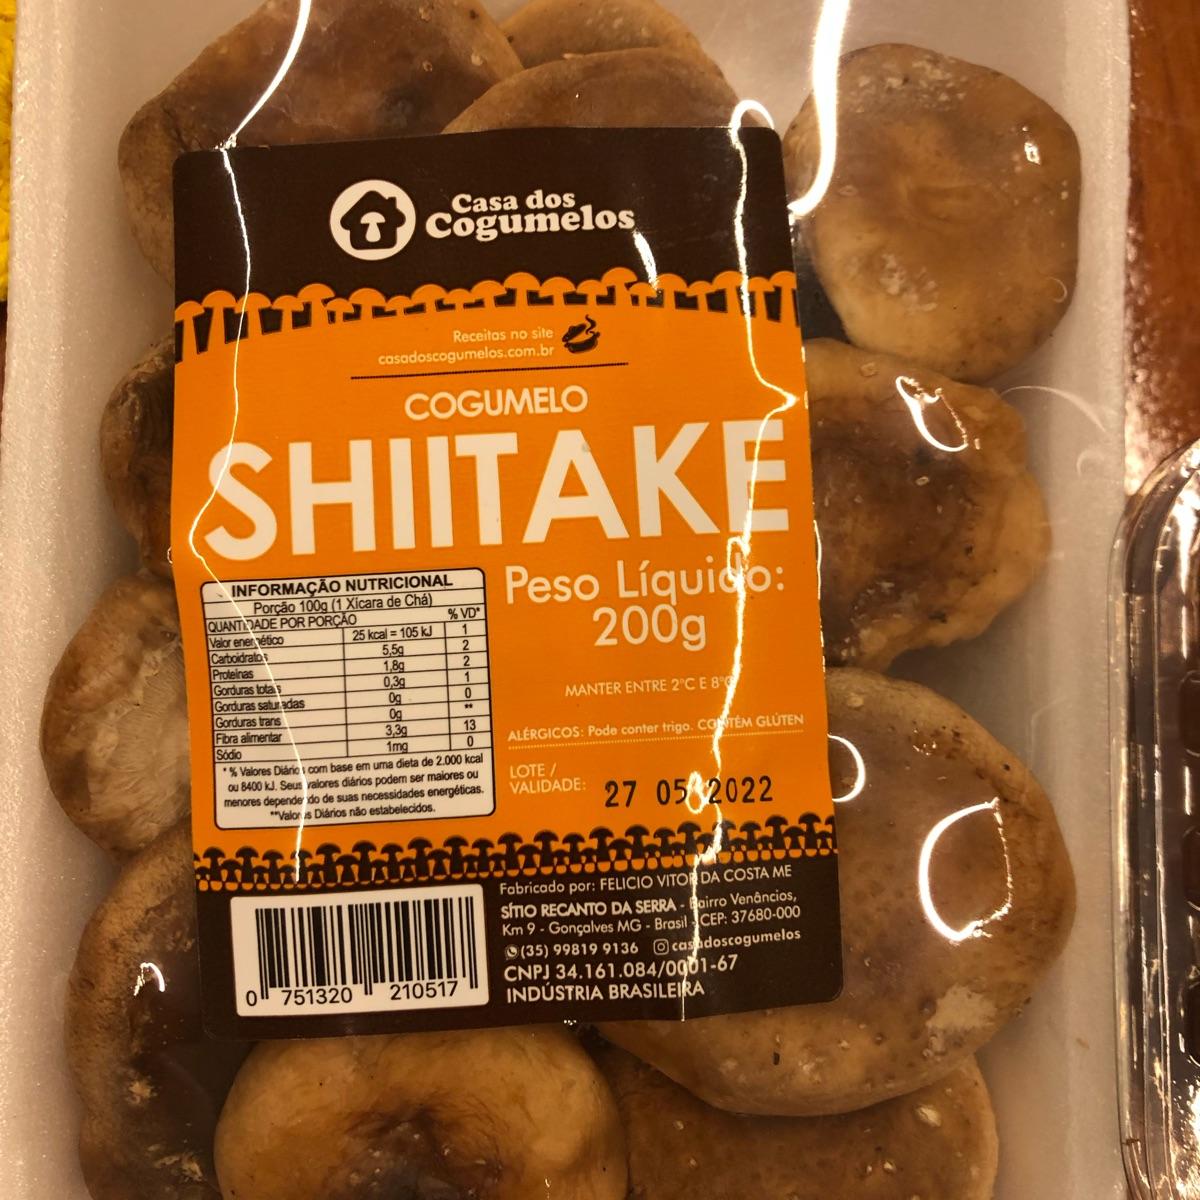 Casa dos
Cogumelos
Receitas no site
casadoscogumelos.com.br
COGUMELO
SHIITAKE
Peso Líquido:
200g
INFORMAÇÃO NUTRICIONAL
Porção 100g (1 Xícara de Chá)
QUANTIDADE POR PORÇÃO % VD*
Valor energético 25 kcal = 105 kJ 1
Carboidratos 5,5g 2
Proteínas 1,8g 2
Gorduras totais 0,3g 1
Gorduras saturadas 0g 0
Gorduras trans 0g **
Fibra alimentar 3,3g 13
Sódio 1mg 0
* % Valores Diários com base em uma dieta de 2.000 kcal
ou 8400 kJ. Seus valores diários podem ser maiores ou
menores dependendo de suas necessidades energéticas.
**Valores Diários não estabelecidos.
MANTER ENTRE 2°C E 8°C
ALÉRGICOS: Pode conter trigo. CONTÉM GLÚTEN
LOTE /
VALIDADE: 27 05 2022
0 751320 210517
Fabricado por: FELICIO VITOR DA COSTA ME
SÍTIO RECANTO DA SERRA - Bairro Venâncios,
Km 9 - Gonçalves MG - Brasil - CEP: 37680-000
(35) 99819 9136 casadoscogumelos
CNPJ 34.161.084/0001-67
INDÚSTRIA BRASILEIRA